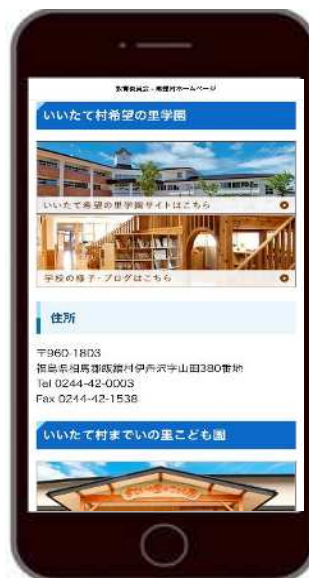 教育委員会 - 飯舘村ホームページ
いいたて村希望の里学園
いいたて希望の里学園サイトはこちら
学校の様子・ブログはこちら
住所
〒960-1803
福島県相馬郡飯舘村伊丹沢字山田380番地
Tel 0244-42-0003
Fax 0244-42-1538
いいたて村までいの里こども園